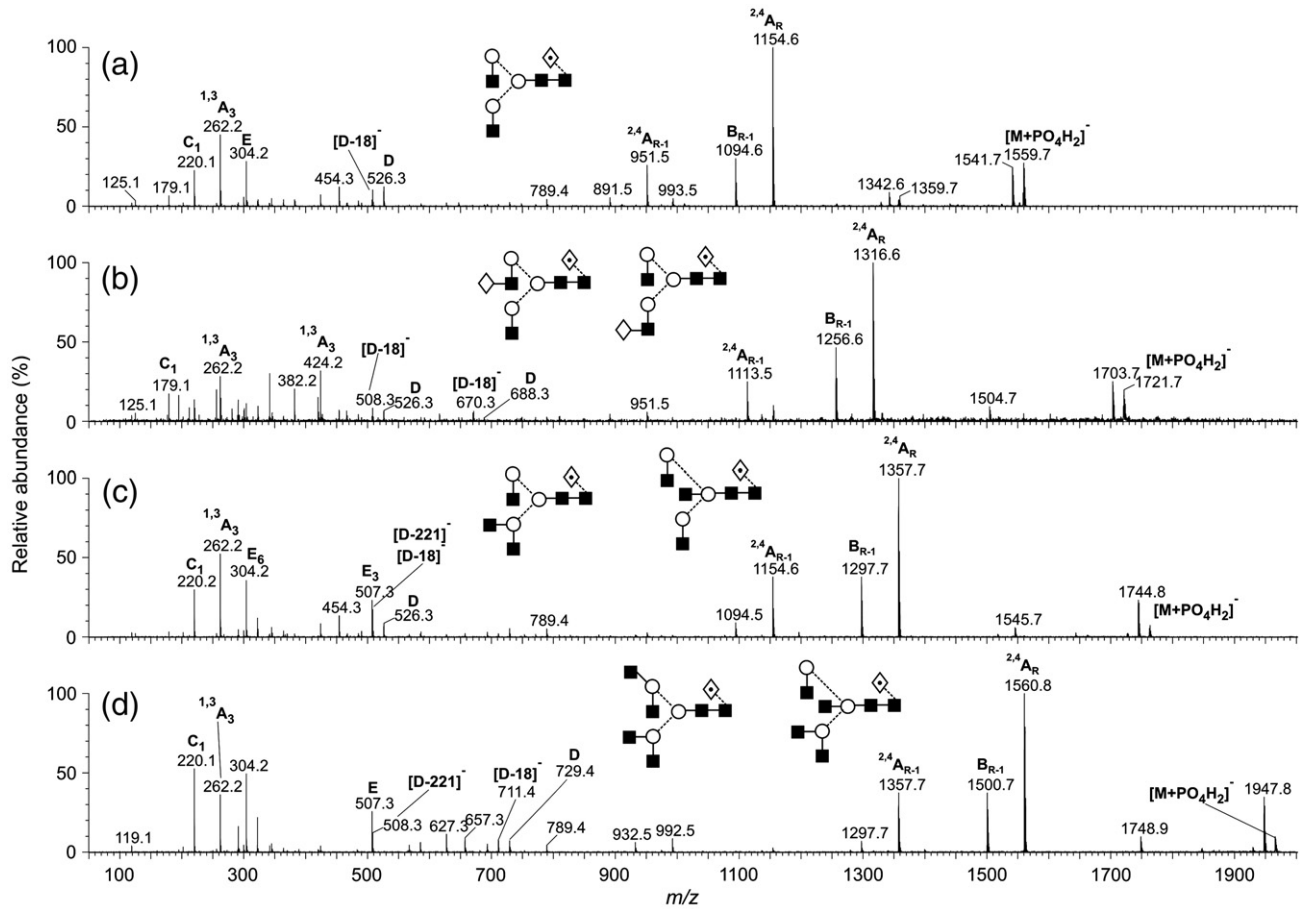 (a)
2,4AR
1154.6
100
1,3A3
262.2
C1
220.1
E
304.2
[D-18]-
D
526.3
50
125.1
179.1
454.3
789.4
891.5
2,4AR-1
951.5
993.5
BR-1
1094.6
1342.6
1359.7
[M+PO4H2]-
1541.7
1559.7
0
(b)
2,4AR
1316.6
100
1,3A3
262.2
C1
179.1
1,3A3
424.2
382.2
[D-18]-
508.3
D
526.3
[D-18]-
670.3
D
688.3
50
125.1
951.5
2,4AR-1
1113.5
BR-1
1256.6
1504.7
[M+PO4H2]-
1703.7
1721.7
0
Relative abundance (%)
(c)
2,4AR
1357.7
100
1,3A3
262.2
C1
220.2
E6
304.2
[D-221]-
[D-18]-
E3
507.3
D
526.3
50
454.3
789.4
1094.5
2,4AR-1
1154.6
BR-1
1297.7
1545.7
1744.8
[M+PO4H2]-
0
(d)
2,4AR
1560.8
100
1,3A3
262.2
C1
220.1
304.2
E
507.3
[D-221]-
508.3
[D-18]-
711.4
D
729.4
50
119.1
627.3
657.3
789.4
932.5
992.5
1297.7
2,4AR-1
1357.7
BR-1
1500.7
1748.9
[M+PO4H2]-
1947.8
0
100 300 500 700 900 1100 1300 1500 1700 1900
m/z